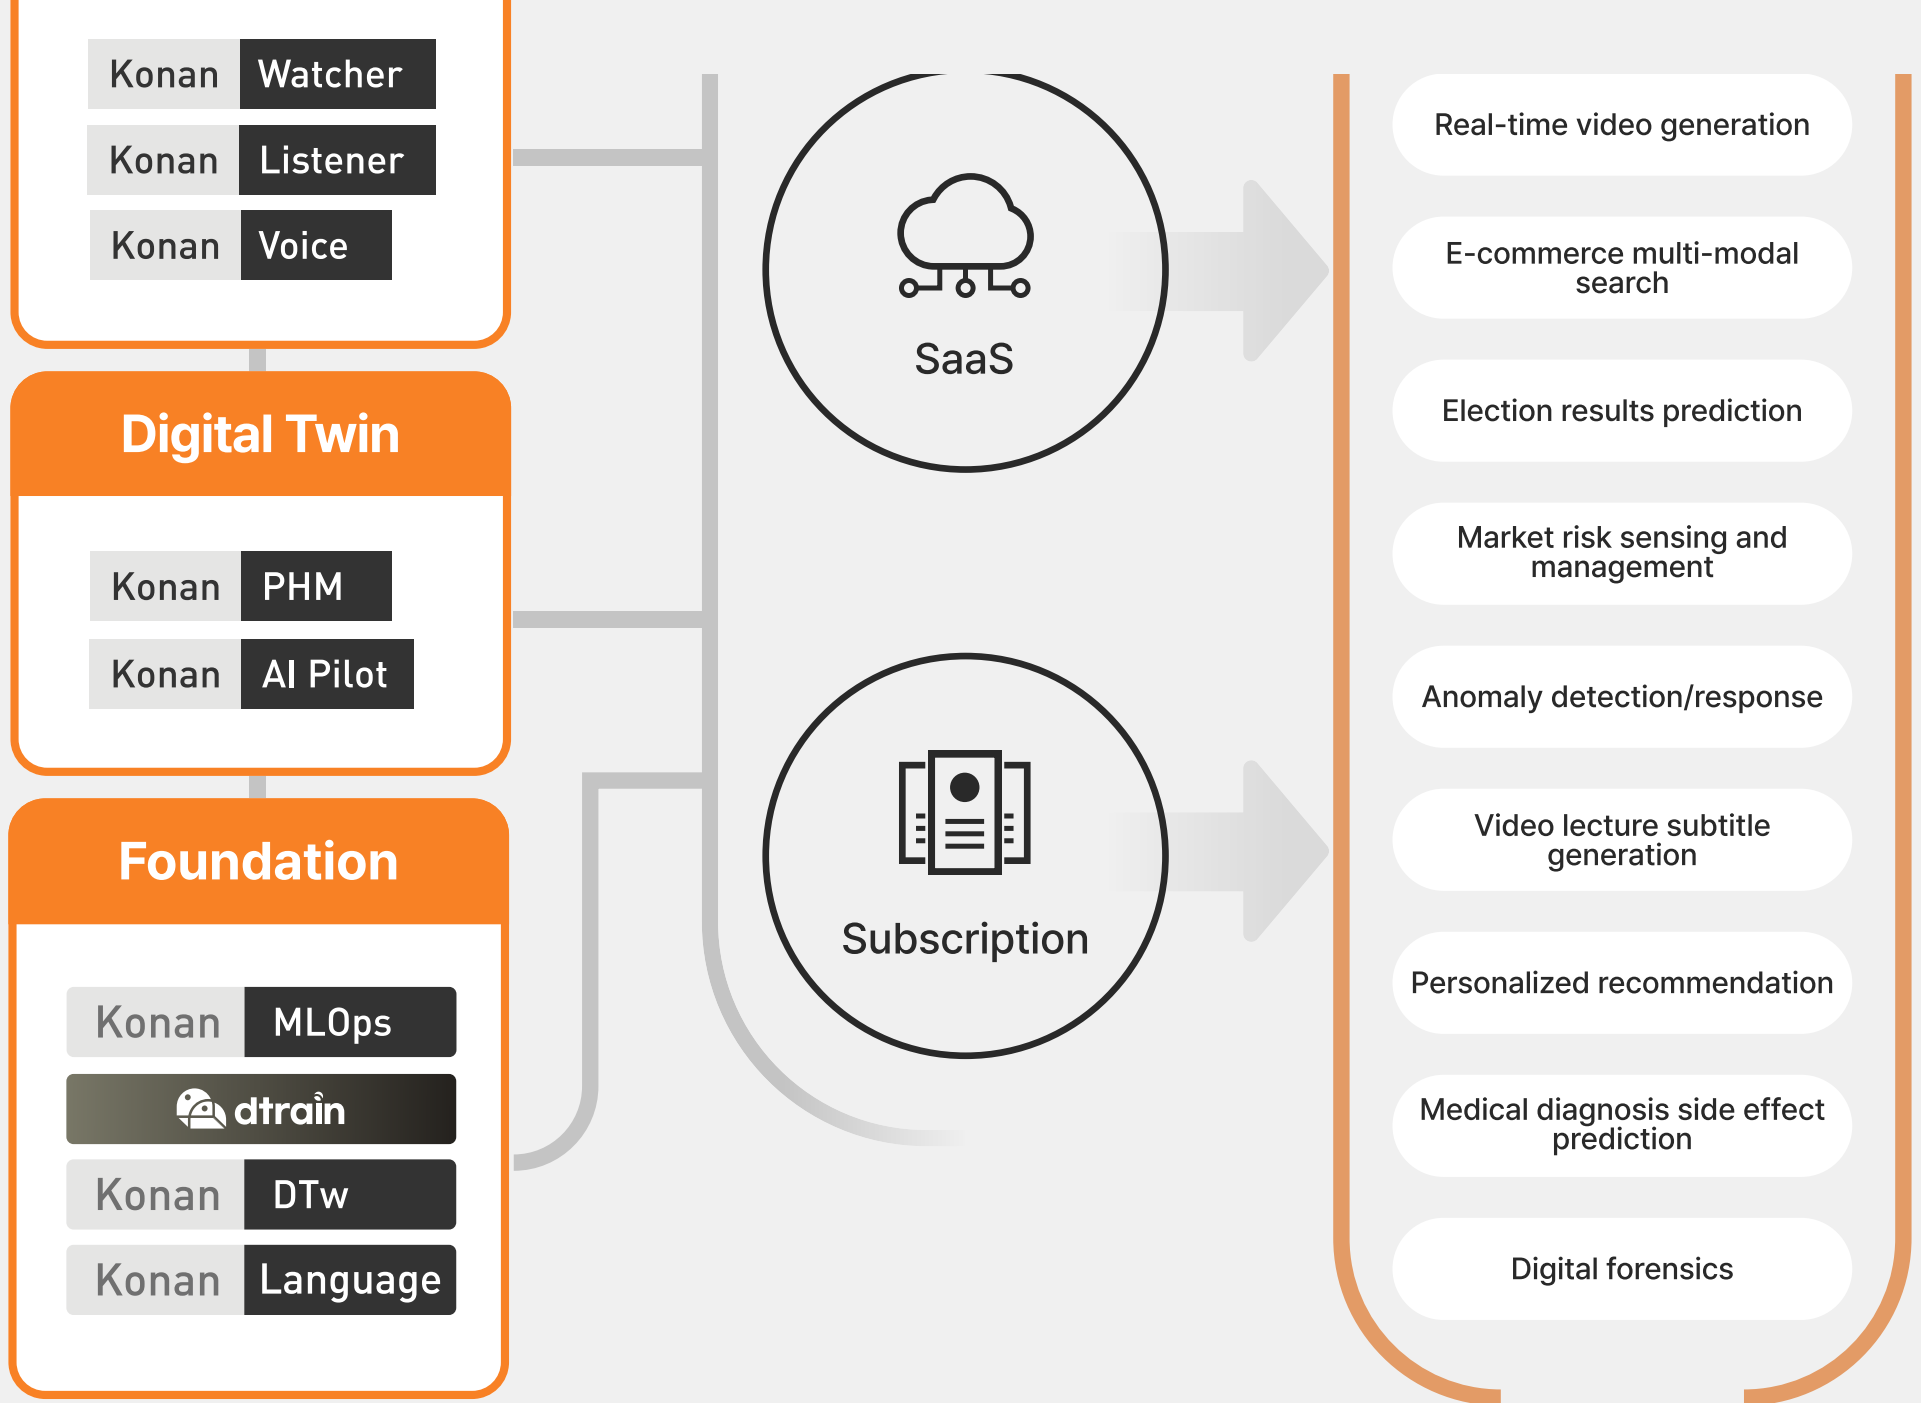 Konan Watcher
Konan Listener
Konan Voice
Digital Twin
Konan PHM
Konan AI Pilot
Foundation
Konan MLOps
dtrain
Konan DTw
Konan Language
SaaS
Subscription
Real-time video generation
E-commerce multi-modal
search
Election results prediction
Market risk sensing and
management
Anomaly detection/response
Video lecture subtitle
generation
Personalized recommendation
Medical diagnosis side effect
prediction
Digital forensics